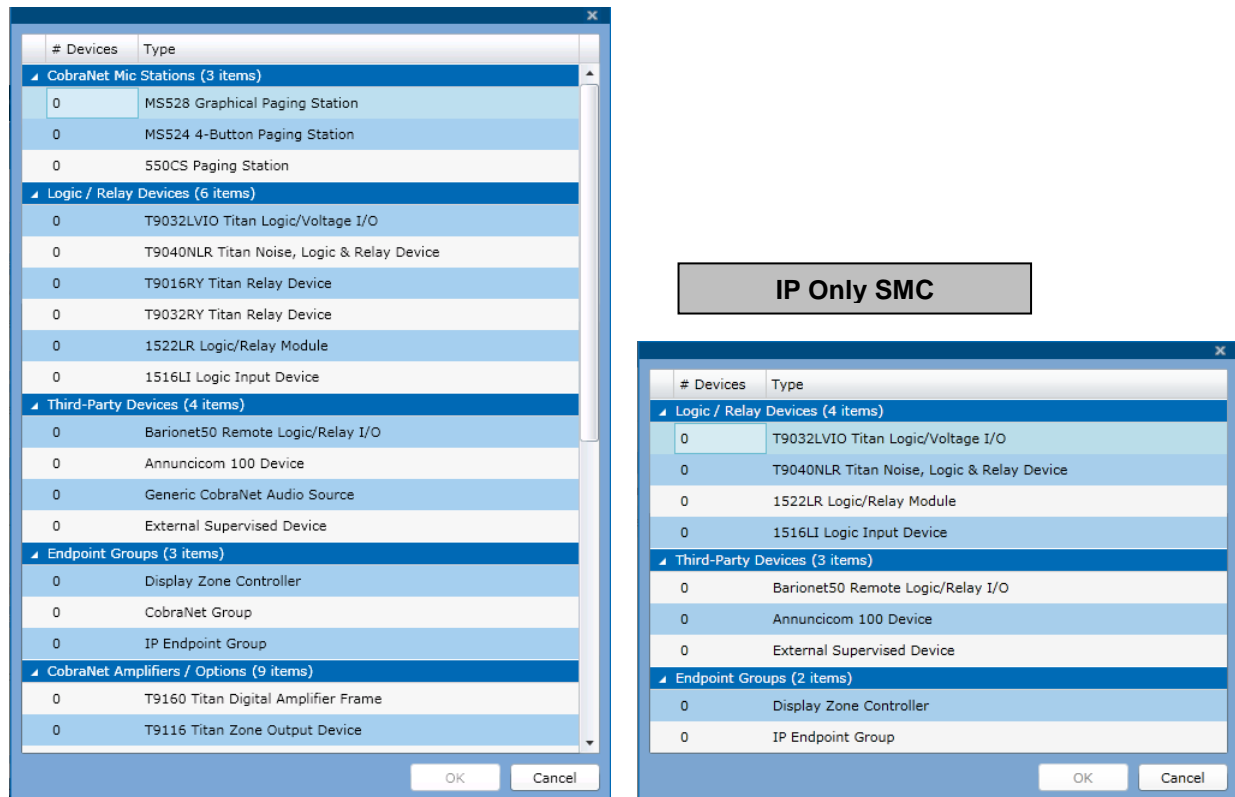 # Devices Type
CobraNet Mic Stations (3 items)
0 MS528 Graphical Paging Station
0 MS524 4-Button Paging Station
0 550CS Paging Station
Logic / Relay Devices (6 items)
0 T9032LVIO Titan Logic/Voltage I/O
0 T9040NLR Titan Noise, Logic & Relay Device
0 T9016RY Titan Relay Device
0 T9032RY Titan Relay Device
0 1522LR Logic/Relay Module
0 1516LI Logic Input Device
Third-Party Devices (4 items)
0 Barionet50 Remote Logic/Relay I/O
0 Annuncicom 100 Device
0 Generic CobraNet Audio Source
0 External Supervised Device
Endpoint Groups (3 items)
0 Display Zone Controller
0 CobraNet Group
0 IP Endpoint Group
CobraNet Amplifiers / Options (9 items)
0 T9160 Titan Digital Amplifier Frame
0 T9116 Titan Zone Output Device
OK Cancel
IP Only SMC
# Devices Type
Logic / Relay Devices (4 items)
0 T9032LVIO Titan Logic/Voltage I/O
0 T9040NLR Titan Noise, Logic & Relay Device
0 1522LR Logic/Relay Module
0 1516LI Logic Input Device
Third-Party Devices (3 items)
0 Barionet50 Remote Logic/Relay I/O
0 Annuncicom 100 Device
0 External Supervised Device
Endpoint Groups (2 items)
0 Display Zone Controller
0 IP Endpoint Group
OK Cancel